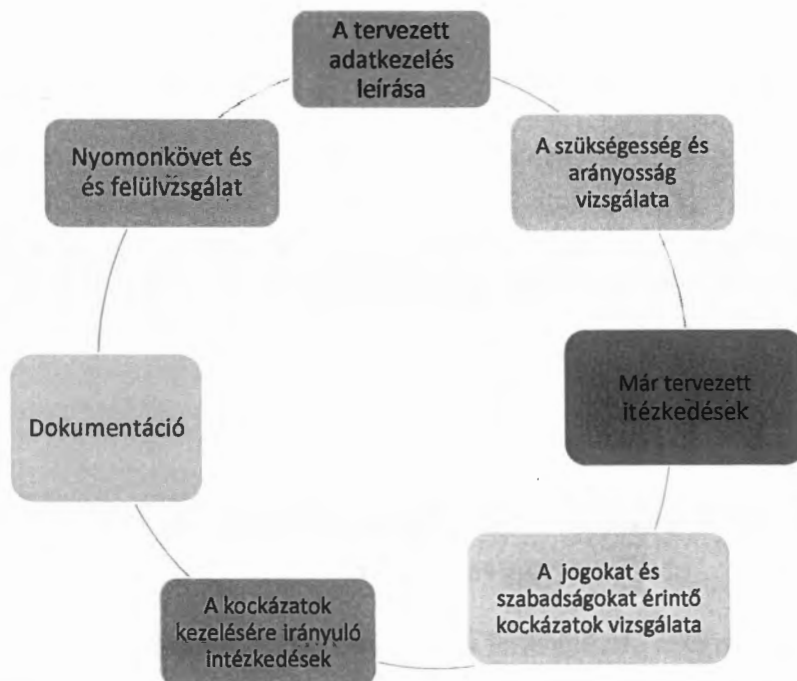 A tervezett
adatkezelés
leírása
A szükségesség és
arányosság
vizsgálata
Már tervezett
itézkedések
A jogokat és
szabadságokat érintő
kockázatok vizsgálata
A kockázatok
kezelésére irányuló
intézkedések
Dokumentáció
Nyomonkövet és
és felülvzsgálat